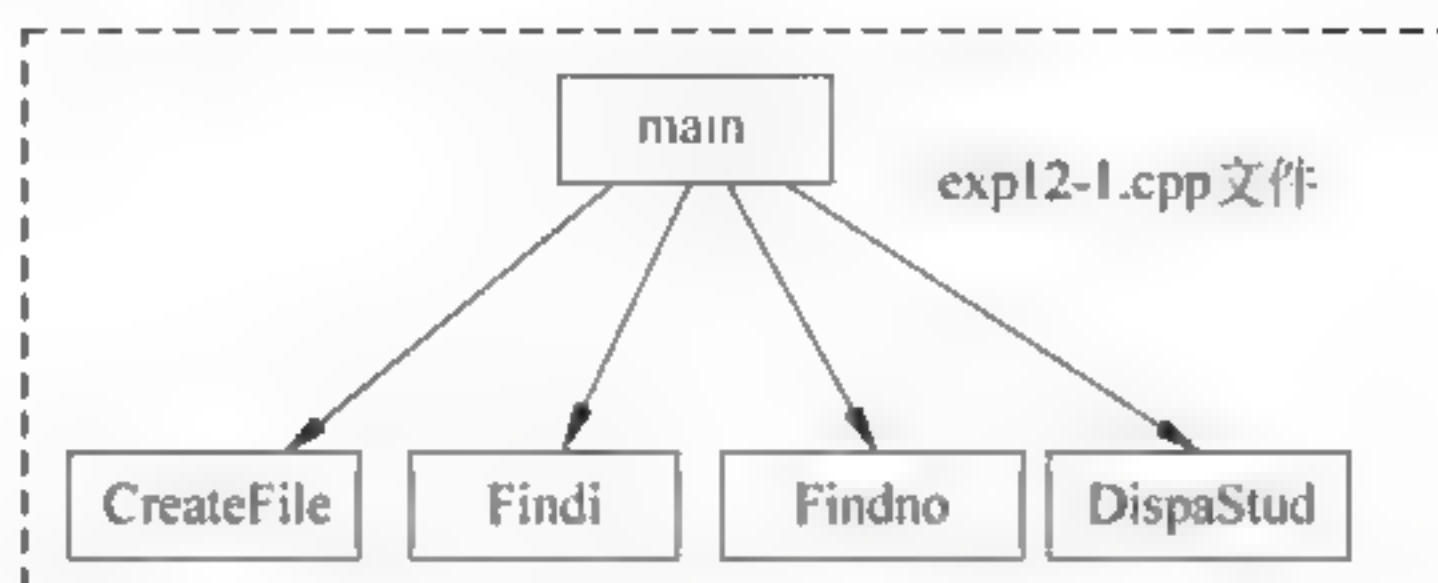 main
exp12-1.cpp文件
CreateFile
Findi
Findno
DispaStud